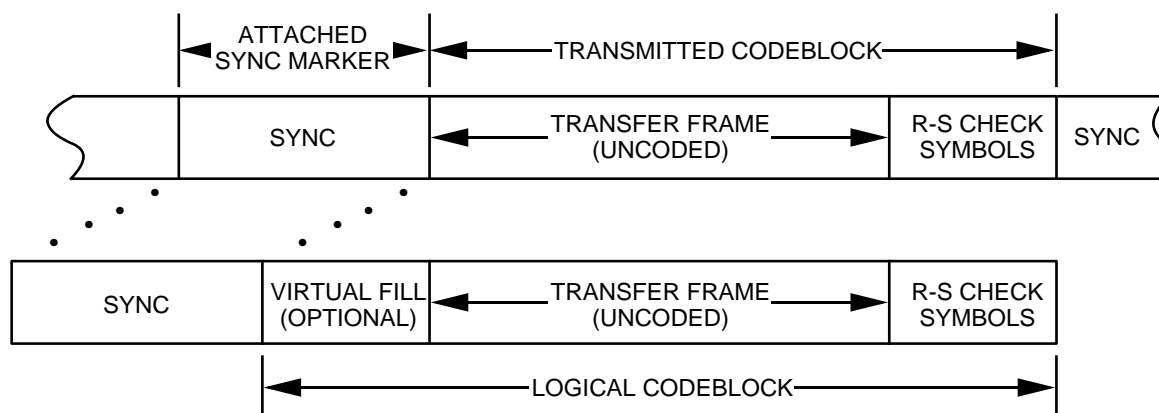 ATTACHED
SYNC MARKER
TRANSMITTED CODEBLOCK
SYNC
TRANSFER FRAME
(UNCODED)
R-S CHECK
SYMBOLS
SYNC
SYNC
VIRTUAL FILL
(OPTIONAL)
TRANSFER FRAME
(UNCODED)
R-S CHECK
SYMBOLS
LOGICAL CODEBLOCK